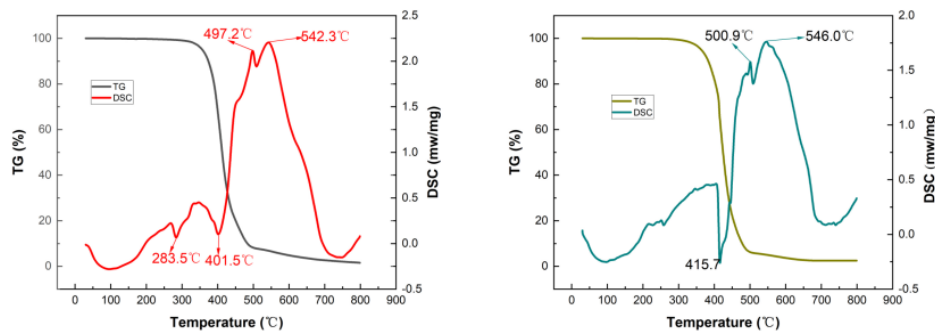 497.2℃
542.3℃
TG
DSC
283.5℃
401.5℃
100
80
60
40
20
0
TG (%)
2.5
2.0
1.5
1.0
0.5
0.0
-0.5
DSC (mw/mg)
0 100 200 300 400 500 600 700 800 900
Temperature (℃)
500.9℃
546.0℃
TG
DSC
415.7
100
80
60
40
20
0
TG (%)
2.0
1.5
1.0
0.5
0.0
-0.5
DSC (mw/mg)
0 100 200 300 400 500 600 700 800 900
Temperature (℃)